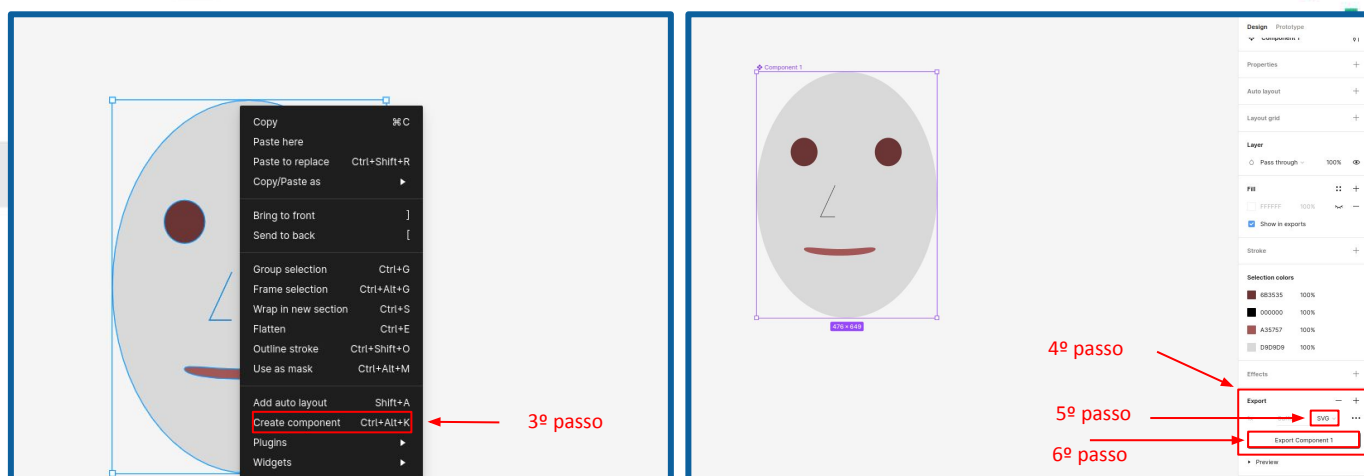 Copy ⌘C
Paste here
Paste to replace Ctrl+Shift+R
Copy/Paste as
Bring to front ]
Send to back [
Group selection Ctrl+G
Frame selection Ctrl+Alt+G
Wrap in new section Ctrl+S
Flatten Ctrl+E
Outline stroke Ctrl+Shift+O
Use as mask Ctrl+Alt+M
Add auto layout Shift+A
Create component Ctrl+Alt+K
Plugins
Widgets
3º passo
Component 1
476 × 649
Design Prototype
Component 1
Properties
Auto layout
Layout grid
Layer
Pass through 100%
Fill
FFFFFF 100%
Show in exports
Stroke
Selection colors
6B3535 100%
000000 100%
A35757 100%
D9D9D9 100%
Effects
4º passo
Export
5º passo
SVG
Export Component 1
6º passo
Preview